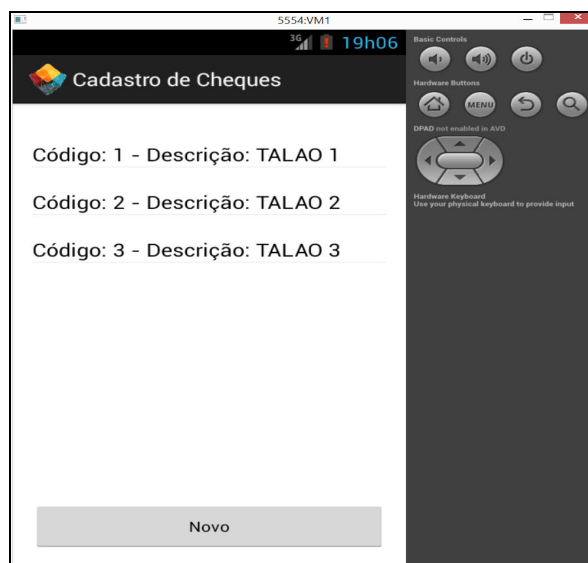 5554:VM1
3G 19h06
Cadastro de Cheques
Código: 1 - Descrição: TALAO 1
Código: 2 - Descrição: TALAO 2
Código: 3 - Descrição: TALAO 3
Novo
Basic Controls
Hardware Buttons
MENU
DPAD not enabled in AVD
Hardware Keyboard
Use your physical keyboard to provide input